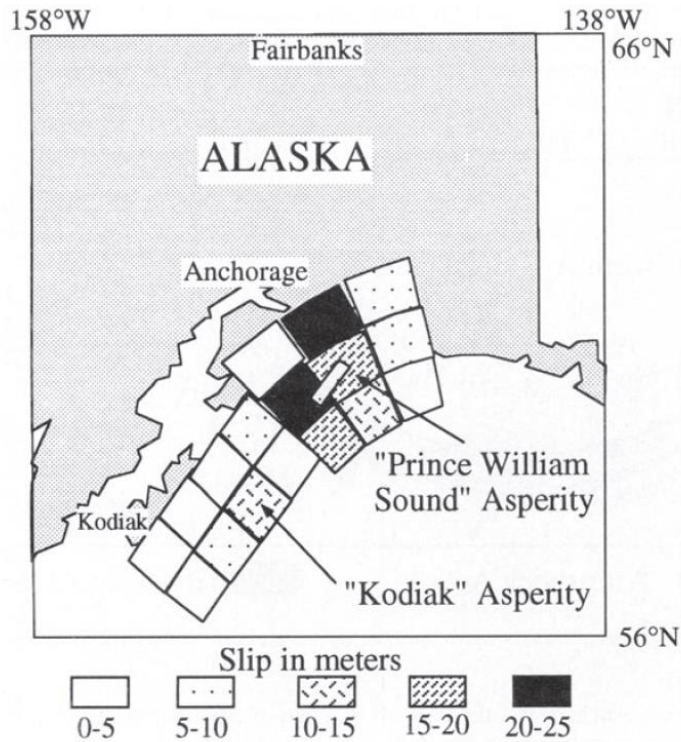 158°W 138°W
66°N
Fairbanks
ALASKA
Anchorage
"Prince William
Sound" Asperity
Kodiak
"Kodiak" Asperity
56°N
Slip in meters
0-5 5-10 10-15 15-20 20-25